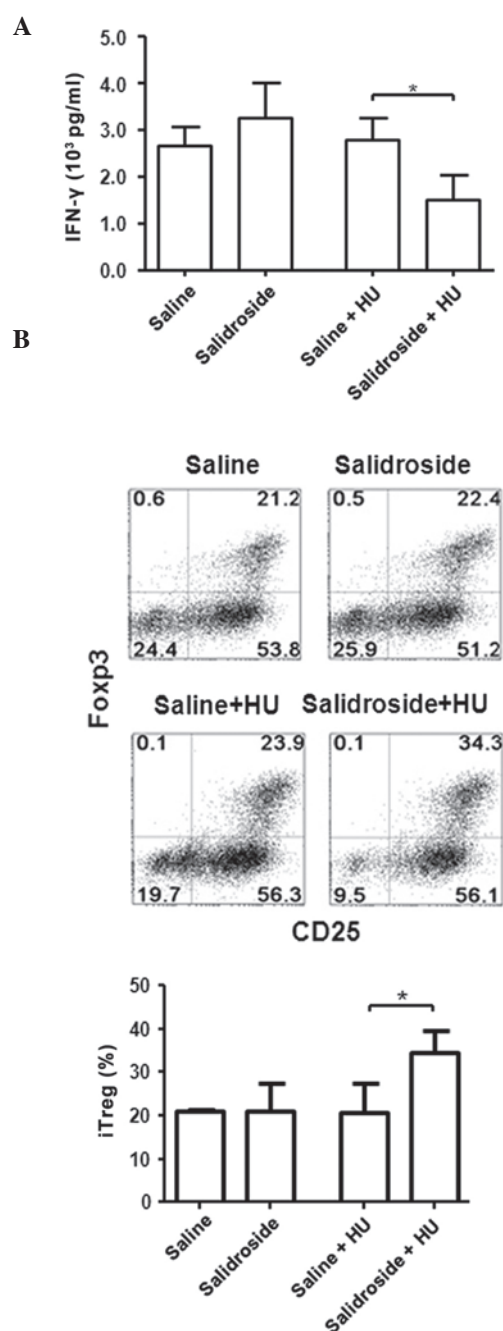 A
IFN-γ (10³ pg/ml)
5.0
4.0
3.0
2.0
1.0
0.0
*
Saline
Salidroside
Saline + HU
Salidroside + HU
B
Saline
Salidroside
0.6 21.2
24.4 53.8
0.5 22.4
25.9 51.2
Foxp3
Saline+HU
Salidroside+HU
0.1 23.9
19.7 56.3
0.1 34.3
9.5 56.1
CD25
iTreg (%)
50
40
30
20
10
0
*
Saline
Salidroside
Saline + HU
Salidroside + HU